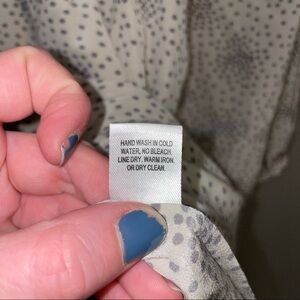 HAND WASH IN COLD
WATER, NO BLEACH,
LINE DRY. WARM IRON
OR DRY CLEAN.